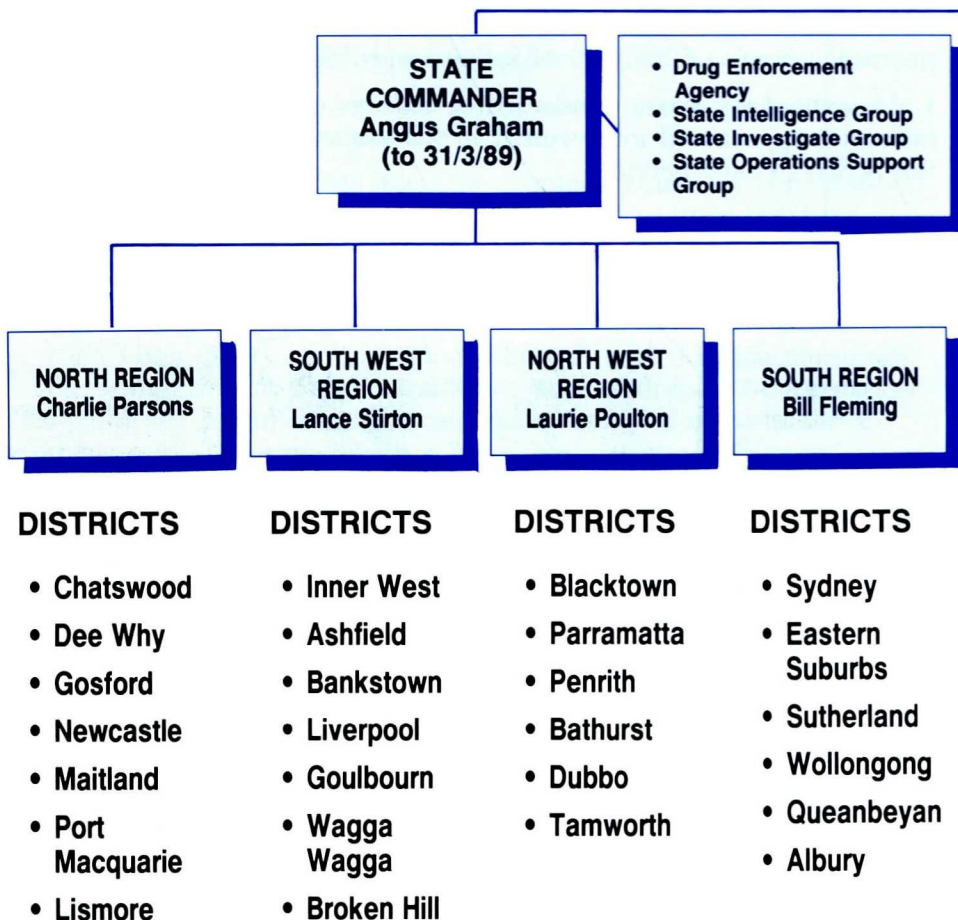 STATE
COMMANDER
Angus Graham
(to 31/3/89)
• Drug Enforcement
Agency
• State Intelligence Group
• State Investigate Group
• State Operations Support
Group
NORTH REGION
Charlie Parsons
SOUTH WEST
REGION
Lance Stirton
NORTH WEST
REGION
Laurie Poulton
SOUTH REGION
Bill Fleming
DISTRICTS
• Chatswood
• Dee Why
• Gosford
• Newcastle
• Maitland
• Port
Macquarie
• Lismore
DISTRICTS
• Inner West
• Ashfield
• Bankstown
• Liverpool
• Goulbourn
• Wagga
Wagga
• Broken Hill
DISTRICTS
• Blacktown
• Parramatta
• Penrith
• Bathurst
• Dubbo
• Tamworth
DISTRICTS
• Sydney
• Eastern
Suburbs
• Sutherland
• Wollongong
• Queanbeyan
• Albury